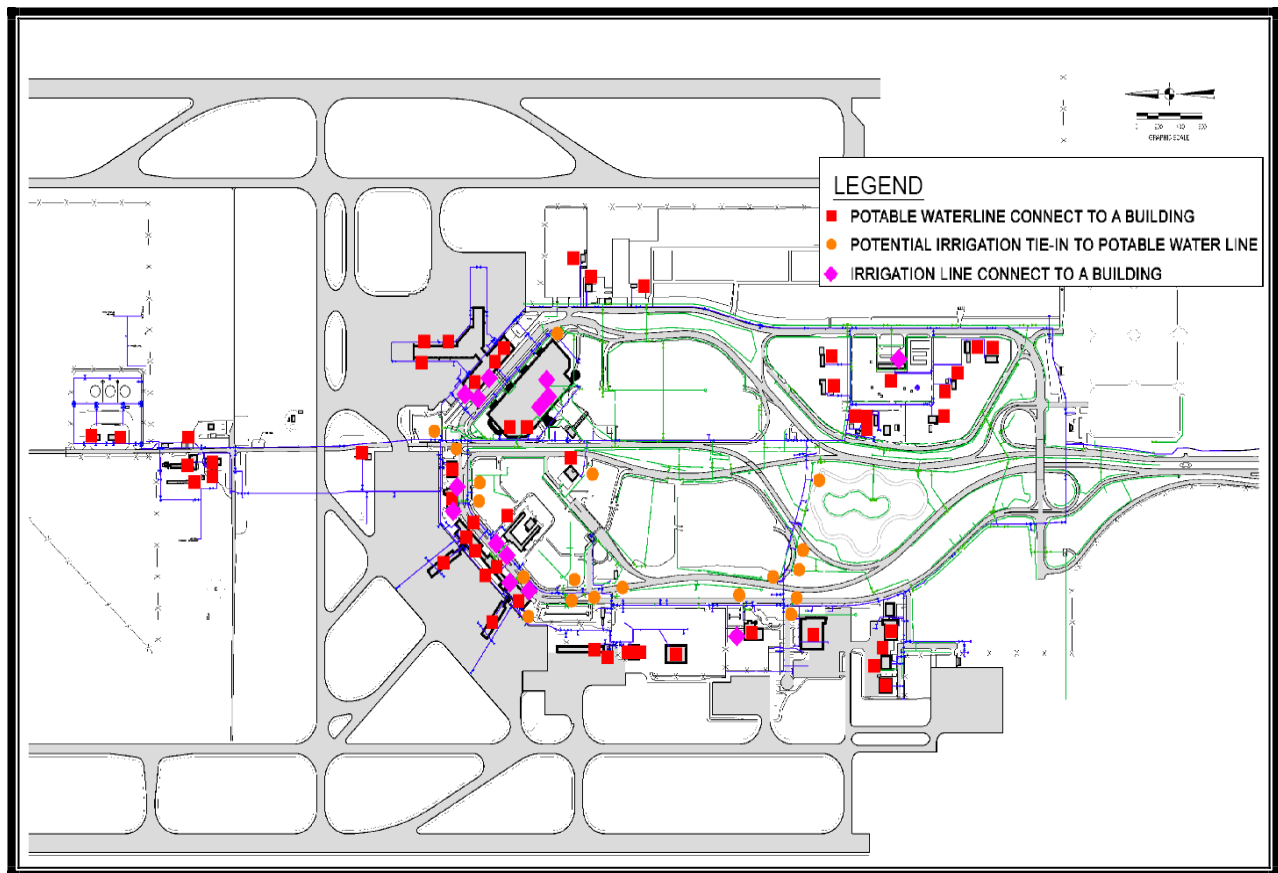 GRAPHIC SCALE
LEGEND
POTABLE WATERLINE CONNECT TO A BUILDING
POTENTIAL IRRIGATION TIE-IN TO POTABLE WATER LINE
IRRIGATION LINE CONNECT TO A BUILDING